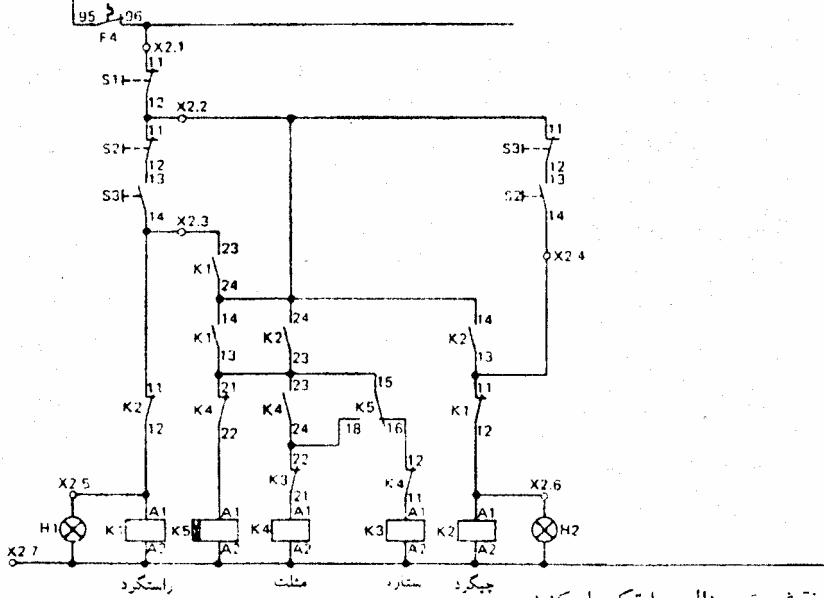 95 96
F4
X2.1
11
S1
12 X2.2
11 11
S2 S3
12 12
13 13
S3 S2
14 X2.3 14
23 X2.4
K1
24
14 24 14
K1 K2 K2
13 23 13
11 21 23 15 11
K2 K4 K4 K5 K1
12 22 24 18 16 12
22 12
K3 K4
X2.5 21 11 X2.6
A1 A1 A1 A1 A1
H1 K1 K5 K4 K3 K2 H2
A2 A2 A2 A2 A2
X2.7
راستگرد مثلث ستاره چپگرد